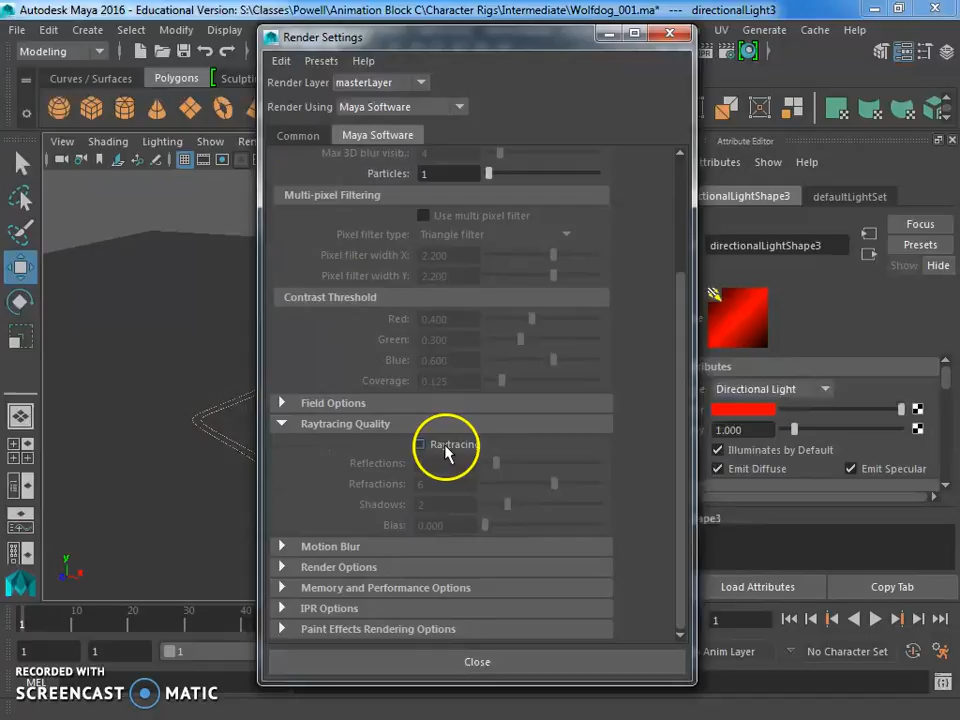 Autodesk Maya 2016 - Educational Version: S:\Classes\Powell\Animation Block C\Character Rigs\Intermediate\Wolfdog_001.ma* --- directionalLight3
File Edit Create Select Modify Display UV Generate Cache Help
Modeling
Curves / Surfaces Polygons Sculpti
View Shading Lighting Show Ren
Render Settings
Edit Presets Help
Render Layer masterLayer
Render Using Maya Software
Common Maya Software
Max 3D blur visib.: 4
Particles: 1
Multi-pixel Filtering
Use multi pixel filter
Pixel filter type: Triangle filter
Pixel filter width X: 2.200
Pixel filter width Y: 2.200
Contrast Threshold
Red: 0.400
Green: 0.300
Blue: 0.600
Coverage: 0.125
Field Options
Raytracing Quality
Raytracing
Reflections:
Refractions: 6
Shadows: 2
Bias: 0.000
Motion Blur
Render Options
Memory and Performance Options
IPR Options
Paint Effects Rendering Options
Close
Attribute Editor
ttributes Show Help
ctionalLightShape3 defaultLightSet
directionalLightShape3
Focus
Presets
Show Hide
butes
Directional Light
1.000
Illuminates by Default
Emit Diffuse Emit Specular
hape3
Load Attributes Copy Tab
y
10 20 30 40
1
1 1 1
1
Anim Layer No Character Set
MEL
RECORDED WITH
SCREENCAST MATIC